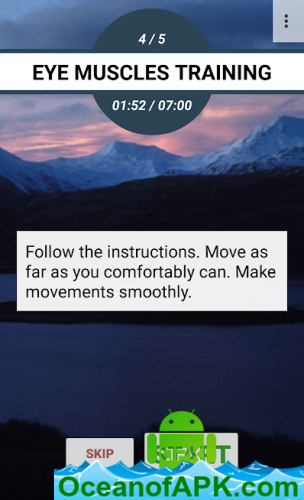 4 / 5
EYE MUSCLES TRAINING
01:52 / 07:00
Follow the instructions. Move as
far as you comfortably can. Make
movements smoothly.
SKIP
OceanofAPK.com